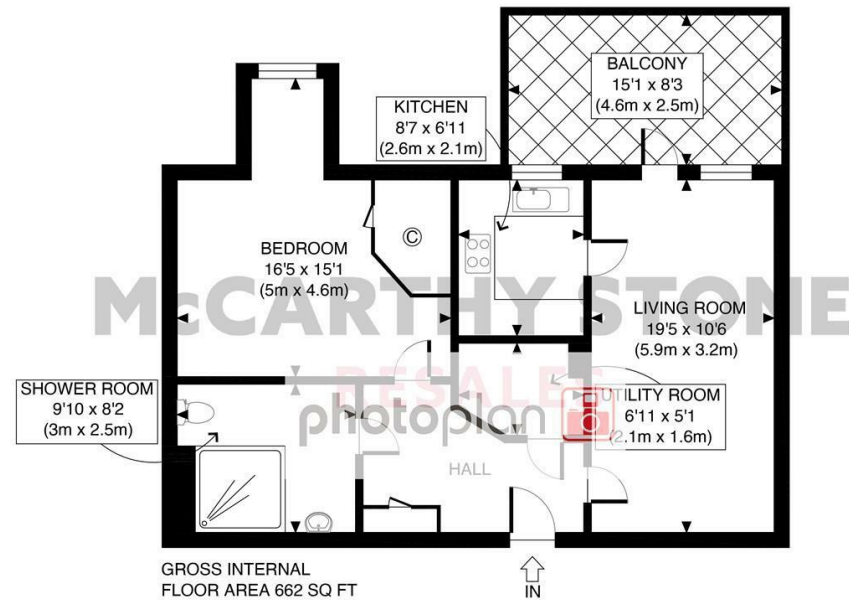 BALCONY
15'1 x 8'3
(4.6m x 2.5m)
KITCHEN
8'7 x 6'11
(2.6m x 2.1m)
BEDROOM
16'5 x 15'1
(5m x 4.6m)
C
McCARTHY STONE
RESALES
LIVING ROOM
19'5 x 10'6
(5.9m x 3.2m)
SHOWER ROOM
9'10 x 8'2
(3m x 2.5m)
photoplan
UTILITY ROOM
6'11 x 5'1
(2.1m x 1.6m)
HALL
GROSS INTERNAL
FLOOR AREA 662 SQ FT
IN